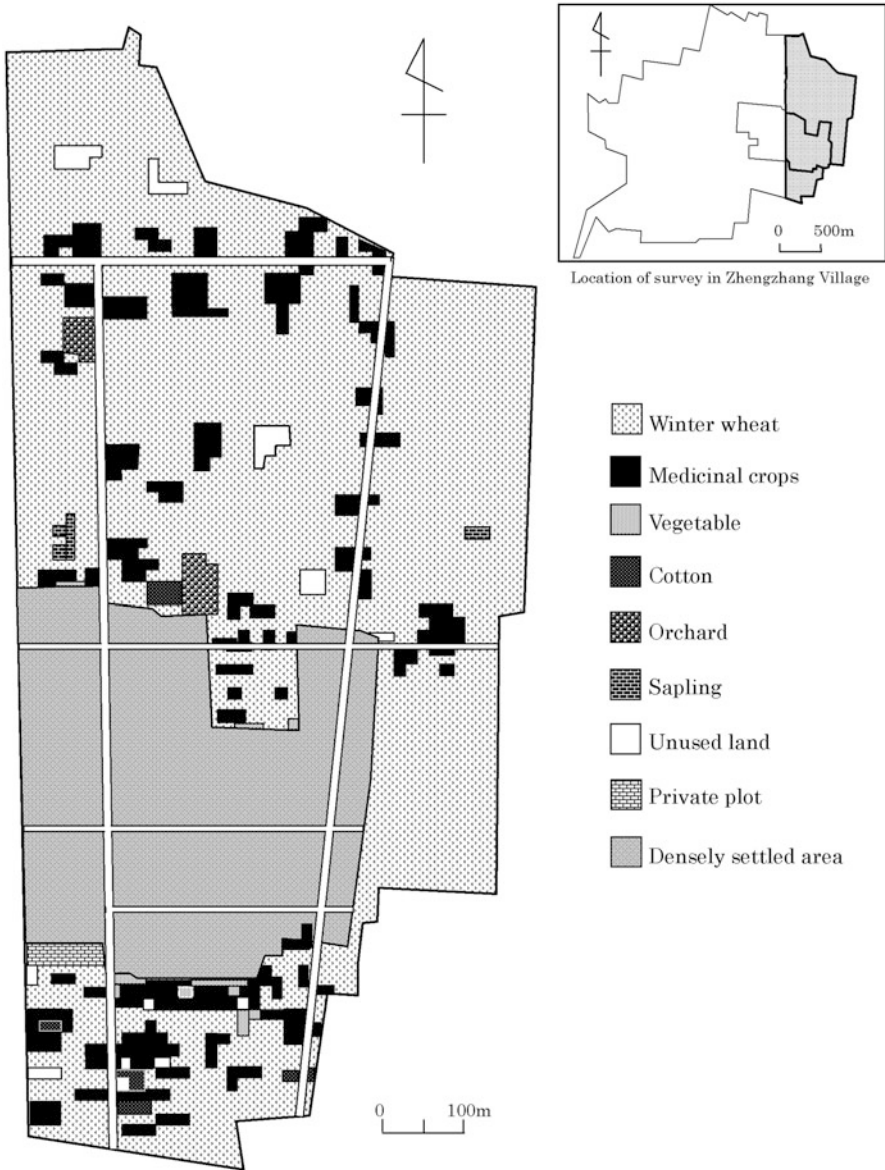 0 500m
Location of survey in Zhengzhang Village
Winter wheat
Medicinal crops
Vegetable
Cotton
Orchard
Sapling
Unused land
Private plot
Densely settled area
0 100m